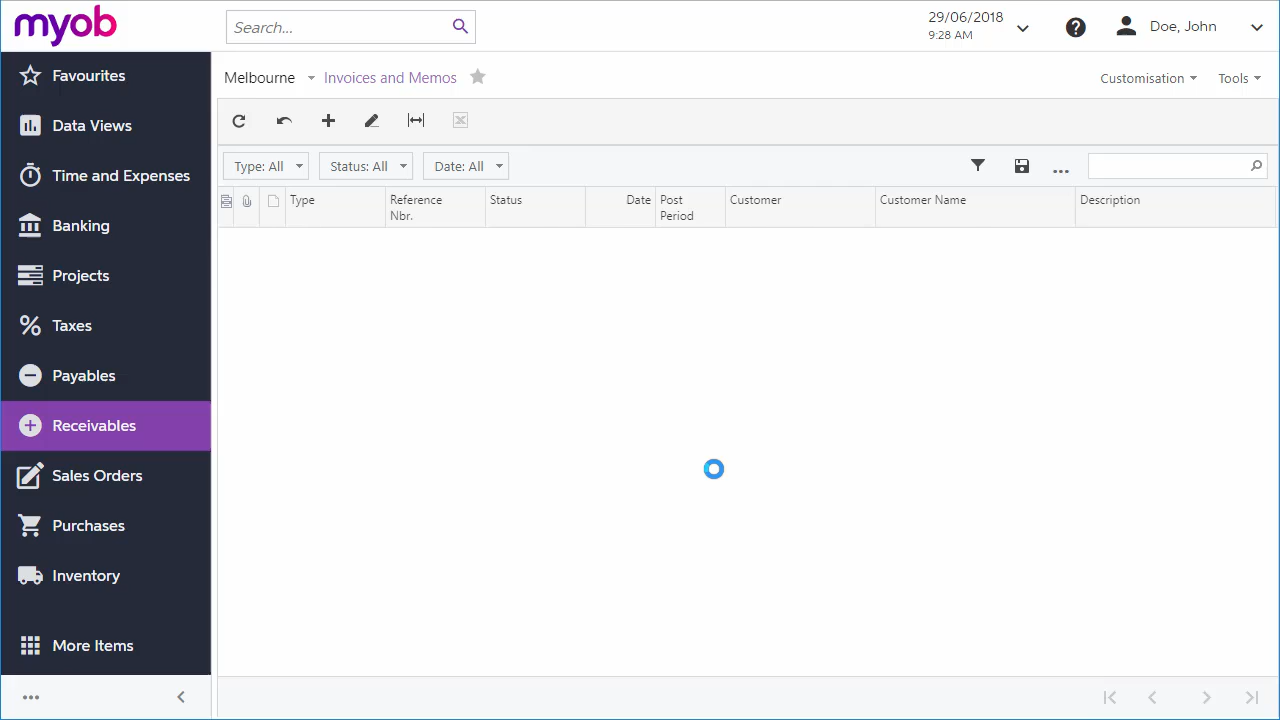 myob
Search...
29/06/2018
9:28 AM
Doe, John
Favourites
Data Views
Time and Expenses
Banking
Projects
Taxes
Payables
Receivables
Sales Orders
Purchases
Inventory
More Items
Melbourne
Invoices and Memos
Customisation
Tools
Type: All
Status: All
Date: All
Type
Reference
Nbr.
Status
Date
Post
Period
Customer
Customer Name
Description